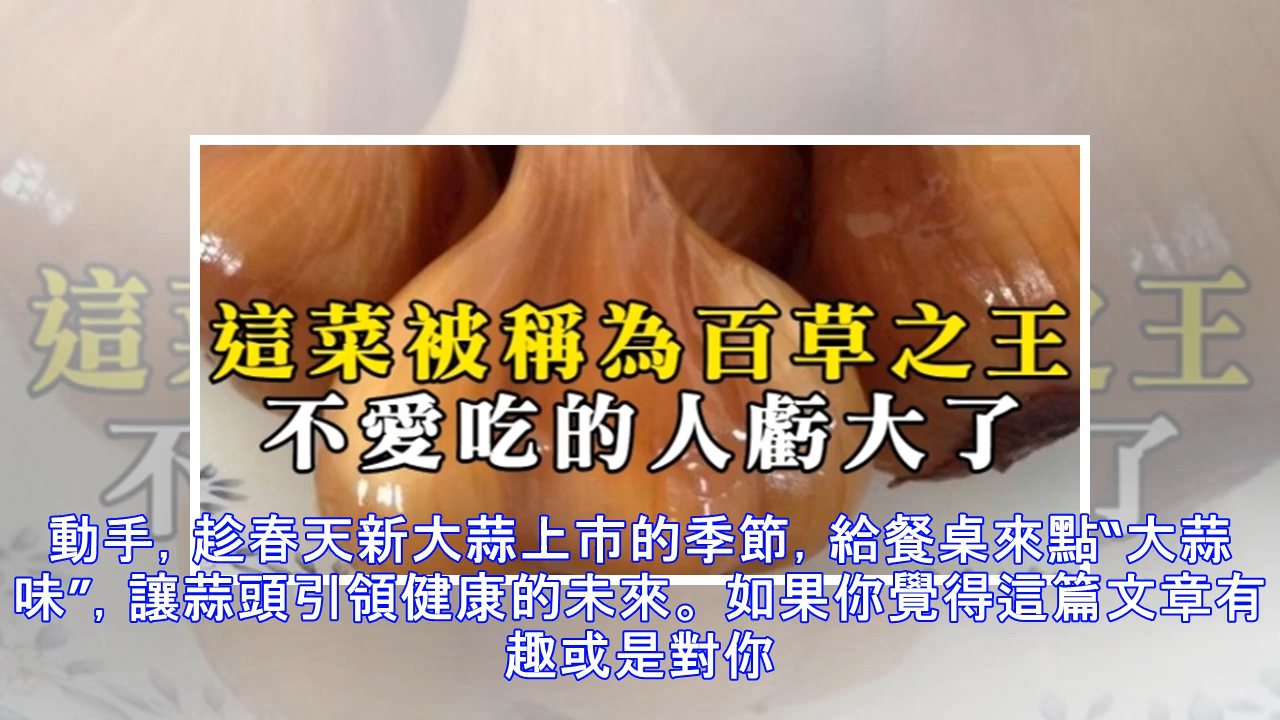 這菜被稱為百草之王
不愛吃的人虧大了
動手, 趁春天新大蒜上市的季節, 給餐桌來點“大蒜
味”, 讓蒜頭引領健康的未來。如果你覺得這篇文章有
趣或是對你